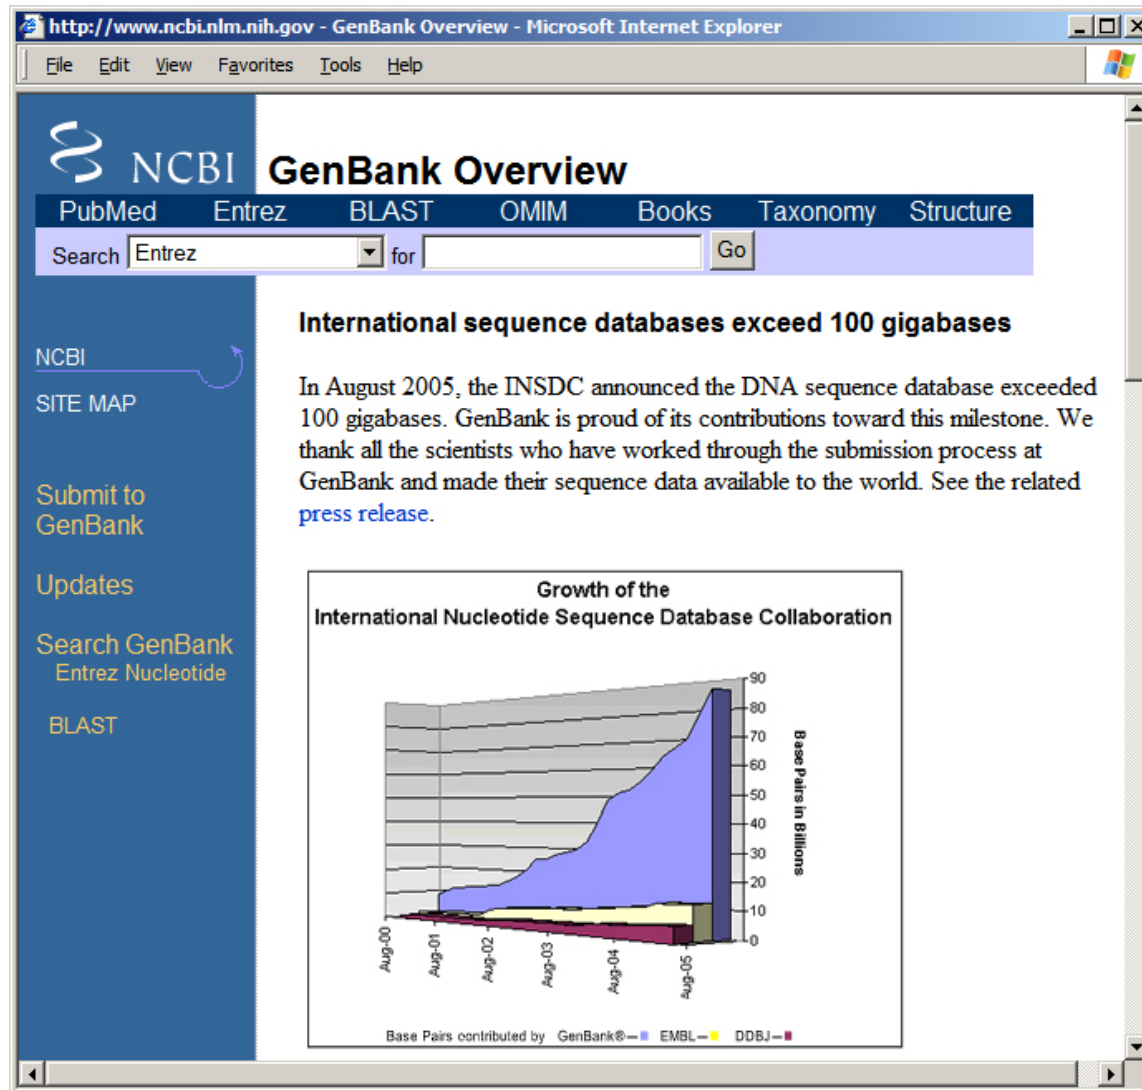 http://www.ncbi.nlm.nih.gov - GenBank Overview - Microsoft Internet Explorer
File Edit View Favorites Tools Help
NCBI
GenBank Overview
PubMed Entrez BLAST OMIM Books Taxonomy Structure
Search Entrez for Go
NCBI
SITE MAP
Submit to
GenBank
Updates
Search GenBank
Entrez Nucleotide
BLAST
International sequence databases exceed 100 gigabases
In August 2005, the INSDC announced the DNA sequence database exceeded
100 gigabases. GenBank is proud of its contributions toward this milestone. We
thank all the scientists who have worked through the submission process at
GenBank and made their sequence data available to the world. See the related
press release.
Growth of the
International Nucleotide Sequence Database Collaboration
90
80
70
60
50
40
30
20
10
0
Base Pairs in Billions
Aug-00
Aug-01
Aug-02
Aug-03
Aug-04
Aug-05
Base Pairs contributed by GenBank®— EMBL— DDBJ—